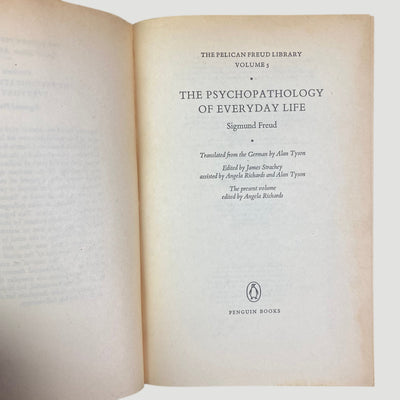 THE PELICAN FREUD LIBRARY
VOLUME 5
*
THE PSYCHOPATHOLOGY
OF EVERYDAY LIFE
Sigmund Freud
*
Translated from the German by Alan Tyson
Edited by James Strachey
assisted by Angela Richards and Alan Tyson
The present volume
edited by Angela Richards
PENGUIN BOOKS